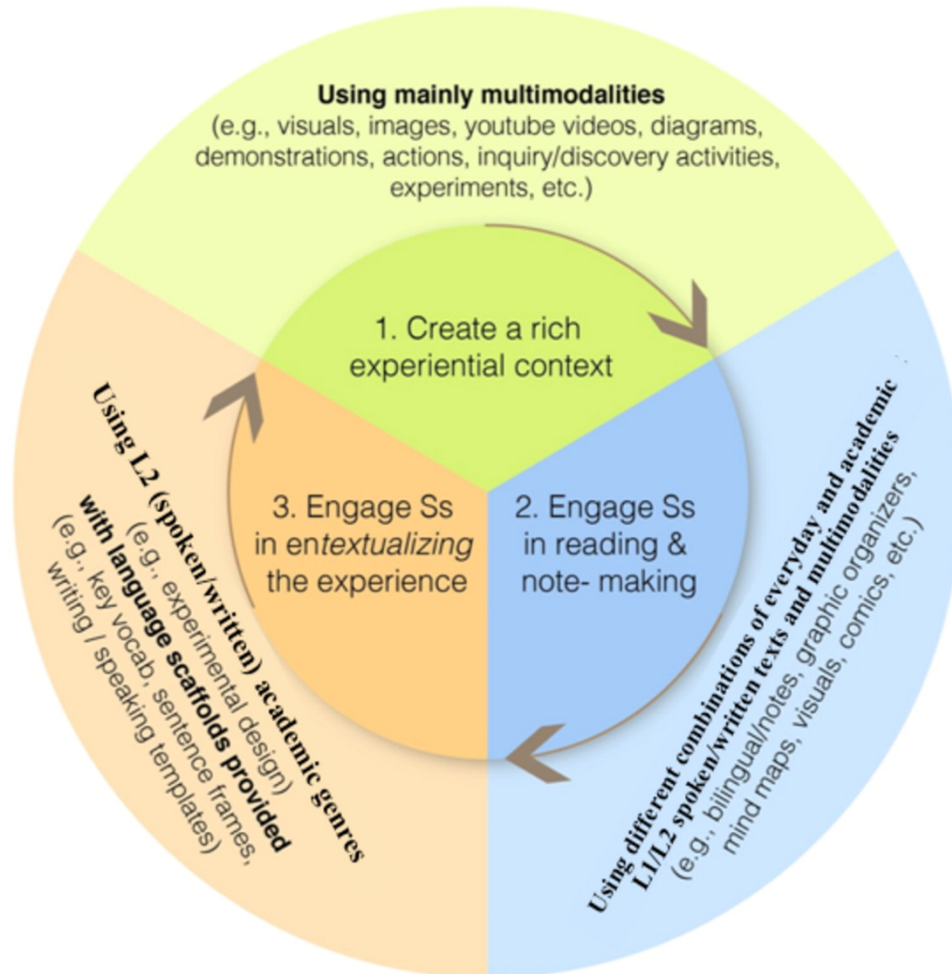 Using mainly multimodalities
(e.g., visuals, images, youtube videos, diagrams,
demonstrations, actions, inquiry/discovery activities,
experiments, etc.)
1. Create a rich
experiential context
2. Engage Ss
in reading &
note- making
Using different combinations of everyday and academic
L1/L2 spoken/written texts and multimodalities
(e.g., bilingual/notes, graphic organizers,
mind maps, visuals, comics, etc.)
3. Engage Ss
in entextualizing
the experience
Using L2 (spoken/written) academic genres
(e.g., experimental design)
with language scaffolds provided
(e.g., key vocab, sentence frames,
writing / speaking templates)